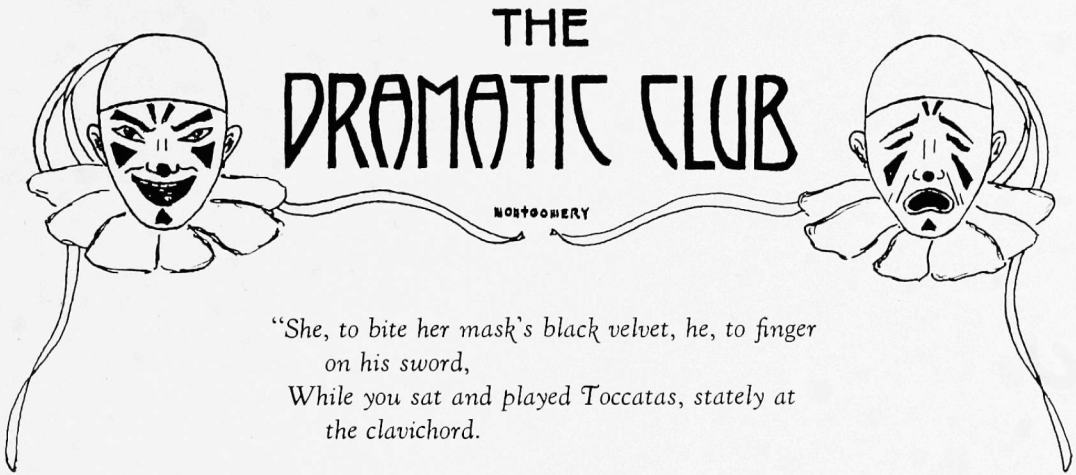 THE
DRAMATIC CLUB
MONTGOMERY
“She, to bite her mask’s black velvet, he, to finger
on his sword,
While you sat and played Toccatas, stately at
the clavichord.